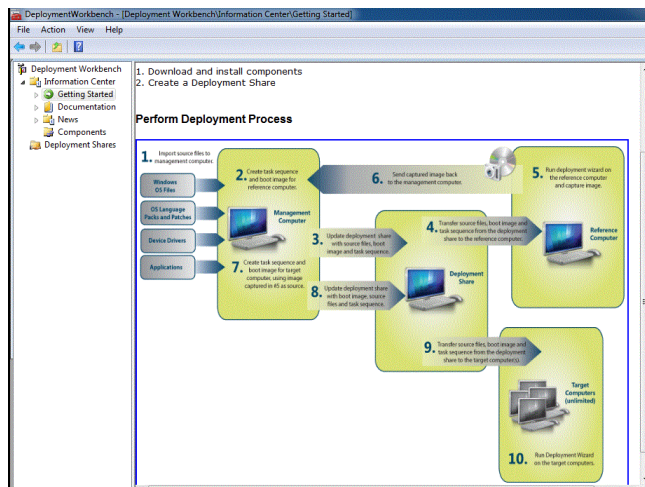 DeploymentWorkbench - [Deployment Workbench\Information Center\Getting Started]
File Action View Help
Deployment Workbench
Information Center
Getting Started
Documentation
News
Components
Deployment Shares
1. Download and install components
2. Create a Deployment Share
Perform Deployment Process
1. Import source files to
management computer.
Windows
OS Files
OS Language
Packs and Patches
Device Drivers
Applications
2. Create task sequence
and boot image for
reference computer.
Management
Computer
7. Create task sequence and
boot image for target
computer, using image
captured in #5 as source.
6. Send captured image back
to the management computer.
5. Run deployment wizard on
the reference computer
and capture image.
3. Update deployment share
with source files, boot
image and task sequence.
4. Transfer source files, boot image and
task sequence from the deployment
share to the reference computer.
Reference
Computer
8. Update deployment share
with boot image, source
files and task sequence.
Deployment
Share
9. Transfer source files, boot image and
task sequence from the deployment
share to the target computer(s).
Target
Computers
(unlimited)
10. Run Deployment Wizard
on the target computers.